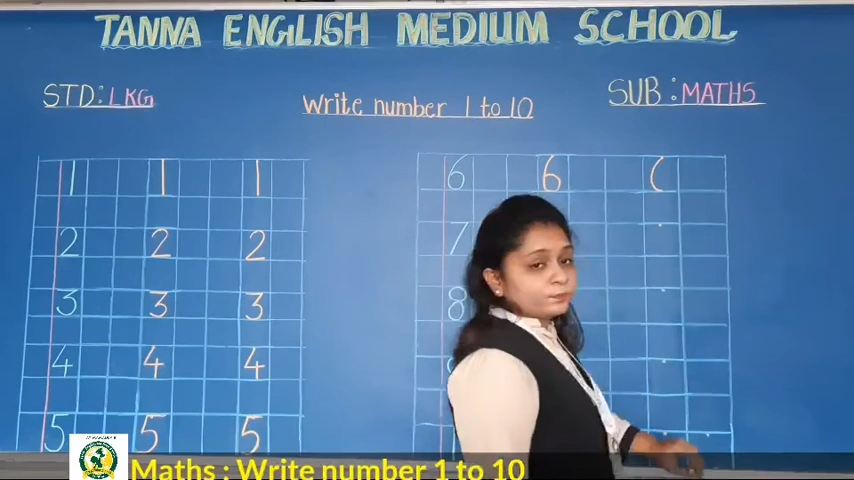 TANNA ENGLISH MEDIUM SCHOOL
STD: LKG
Write number 1 to 10
SUB: MATHS
1 1 1
2 2 2
3 3 3
4 4 4
5 5 5
6 6
7
8
Maths : Write number 1 to 10